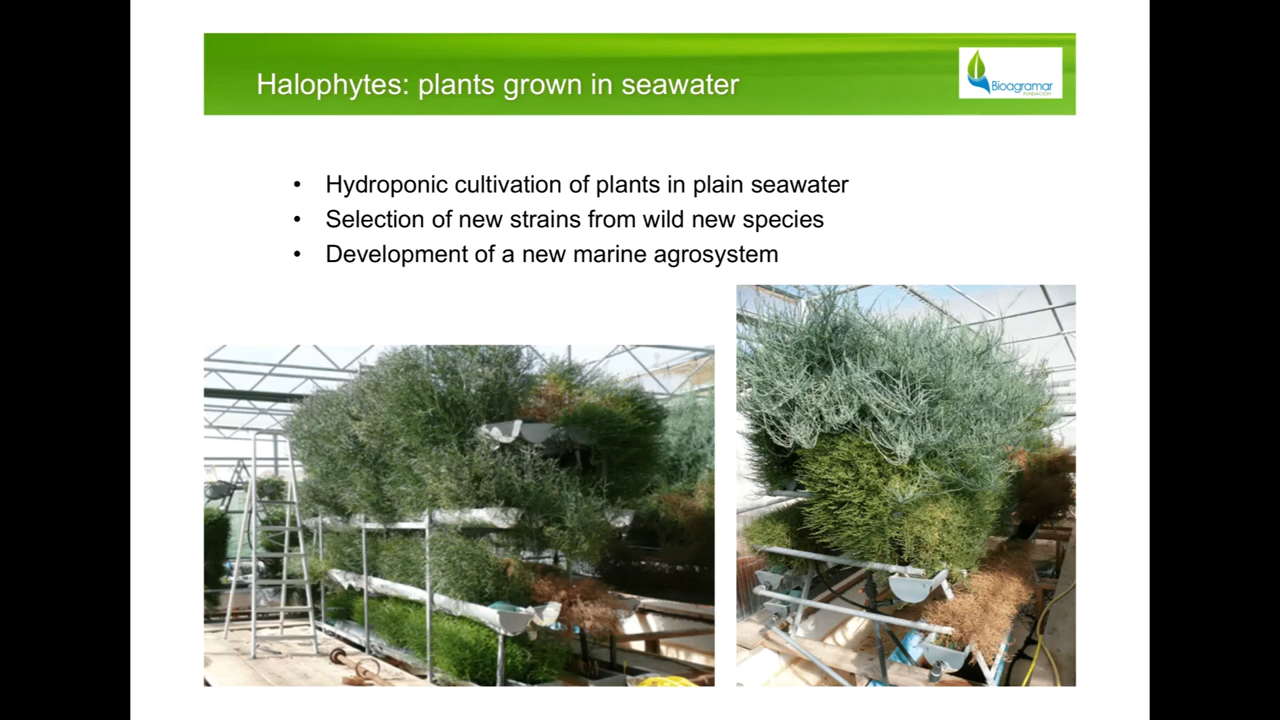 Halophytes: plants grown in seawater
Bioagramar
FUNDACIÓN
• Hydroponic cultivation of plants in plain seawater
• Selection of new strains from wild new species
• Development of a new marine agrosystem